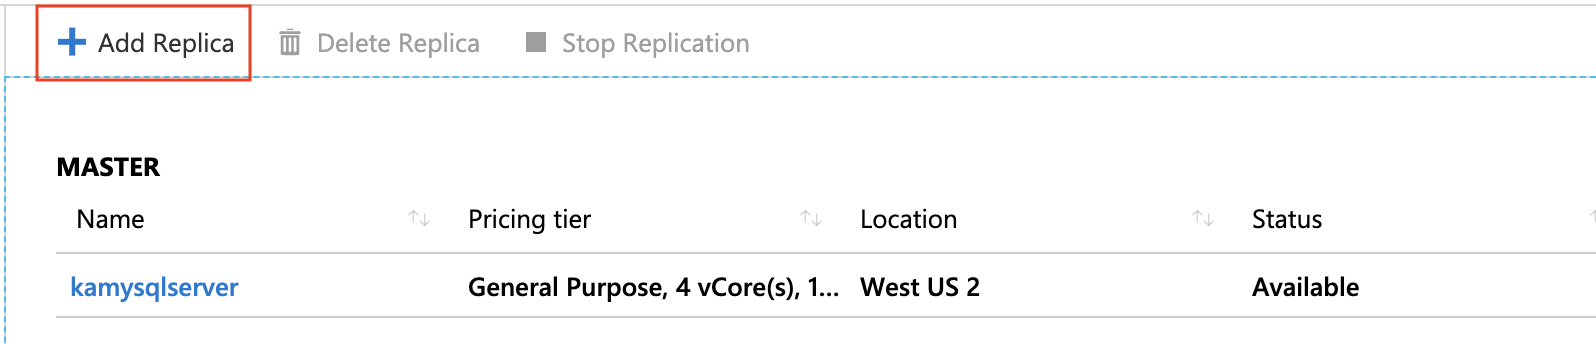 Add Replica Delete Replica Stop Replication
MASTER
Name Pricing tier Location Status
kamysqlserver General Purpose, 4 vCore(s), 1... West US 2 Available